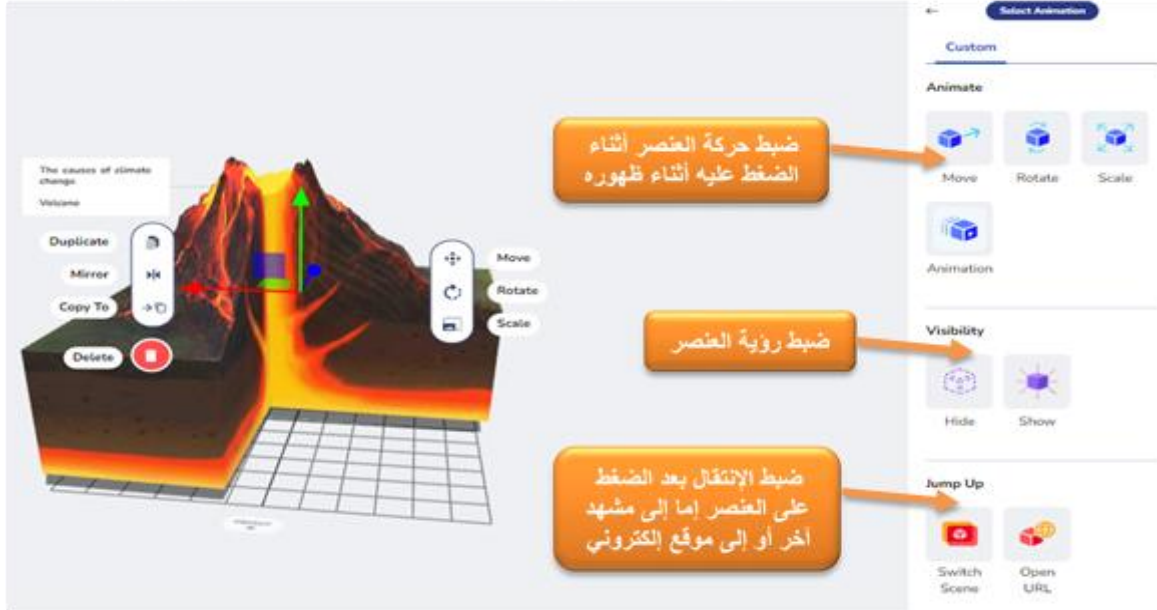 Select Animation
Custom
Animate
Move
Rotate
Scale
Animation
Visibility
Hide
Show
Jump Up
Switch
Scene
Open
URL
ضبط حركة العنصر أثناء
الضغط عليه أثناء ظهوره
ضبط رؤية العنصر
ضبط الإنتقال بعد الضغط
على العنصر إما إلى مشهد
آخر أو إلى موقع إلكتروني
The causes of climate
change
Volcano
Duplicate
Mirror
Copy To
Delete
Move
Rotate
Scale